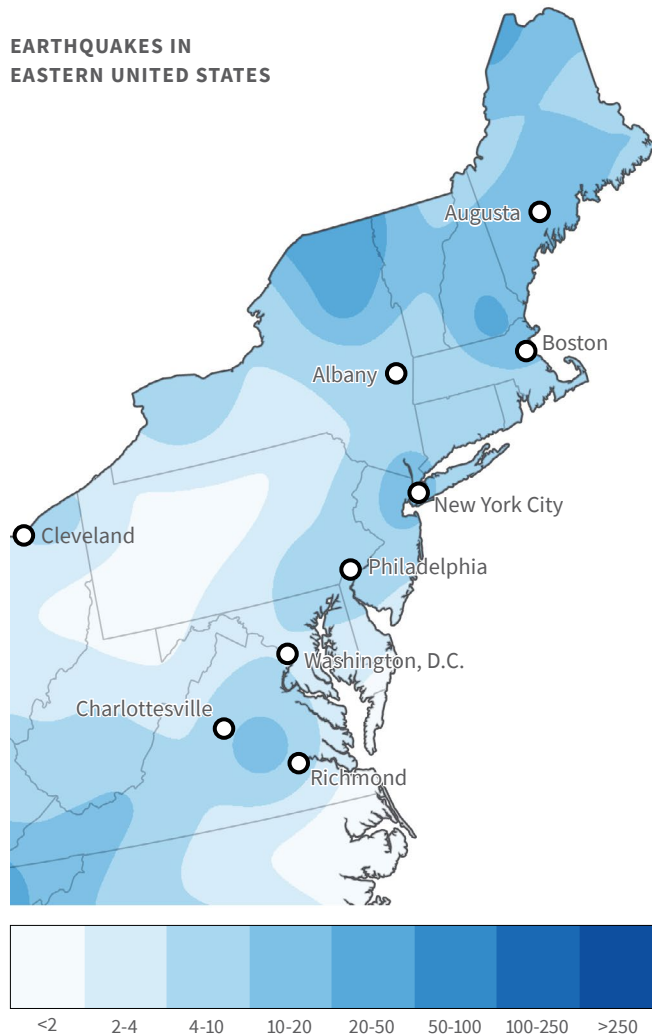 EARTHQUAKES IN
EASTERN UNITED STATES
Augusta
Boston
Albany
New York City
Cleveland
Philadelphia
Washington, D.C.
Charlottesville
Richmond
<2 2-4 4-10 10-20 20-50 50-100 100-250 >250